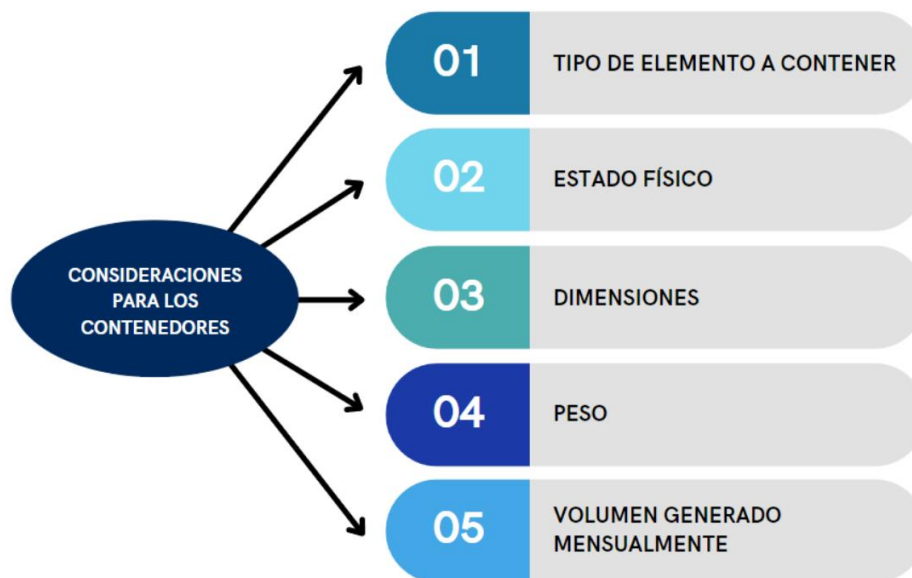 CONSIDERACIONES
PARA LOS
CONTENEDORES
01
TIPO DE ELEMENTO A CONTENER
02
ESTADO FÍSICO
03
DIMENSIONES
04
PESO
05
VOLUMEN GENERADO
MENSUALMENTE